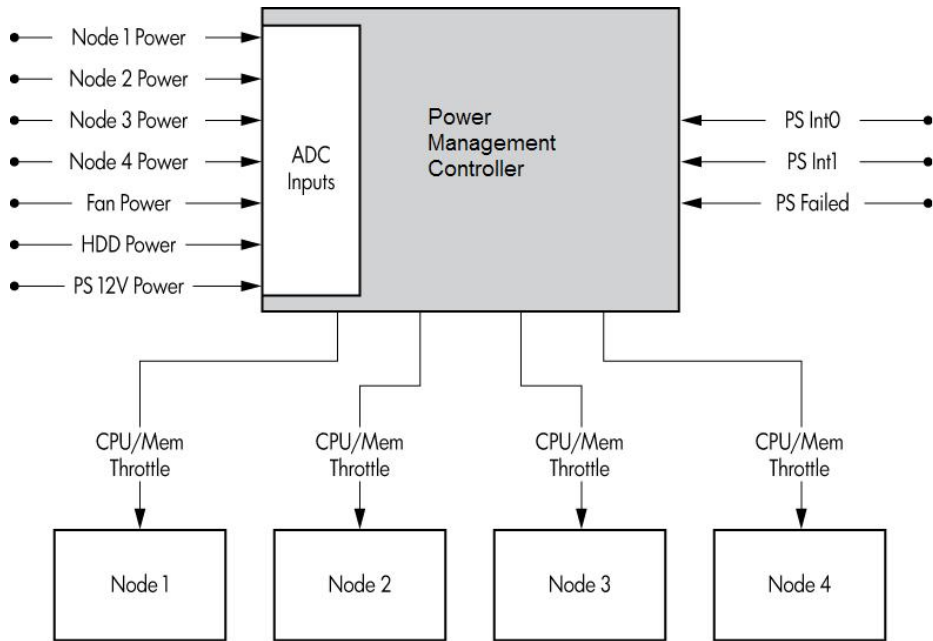 Node 1 Power
Node 2 Power
Node 3 Power
Node 4 Power
Fan Power
HDD Power
PS 12V Power
ADC
Inputs
Power
Management
Controller
PS Int0
PS Int1
PS Failed
CPU/Mem
Throttle
CPU/Mem
Throttle
CPU/Mem
Throttle
CPU/Mem
Throttle
Node 1
Node 2
Node 3
Node 4